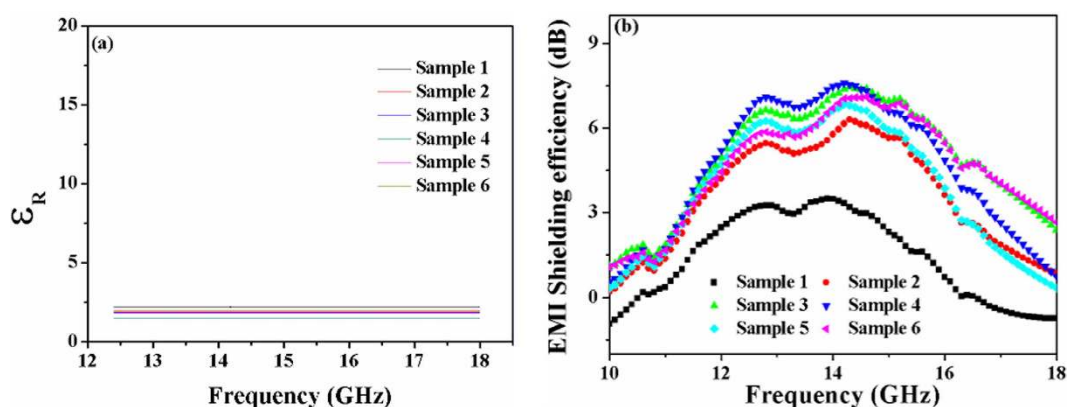 (a)
ε_R
20
15
10
5
0
12 13 14 15 16 17 18
Frequency (GHz)
Sample 1
Sample 2
Sample 3
Sample 4
Sample 5
Sample 6
(b)
EMI Shielding efficiency (dB)
9
6
3
0
10 12 14 16 18
Frequency (GHz)
Sample 1 Sample 2
Sample 3 Sample 4
Sample 5 Sample 6